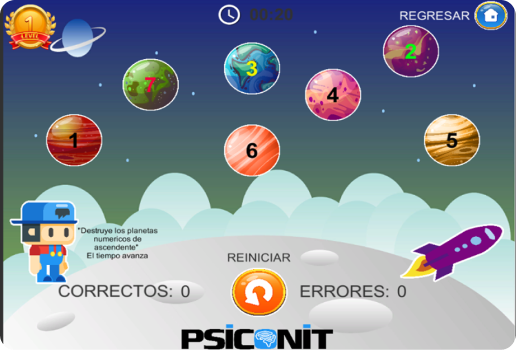 1
LEVEL
00:26
REGRESAR
7
3
2
4
1
6
5
"Destruye los planetas
numericos de
ascendente"
El tiempo avanza
REINICIAR
CORRECTOS: 0
ERRORES: 0
PSICONIT